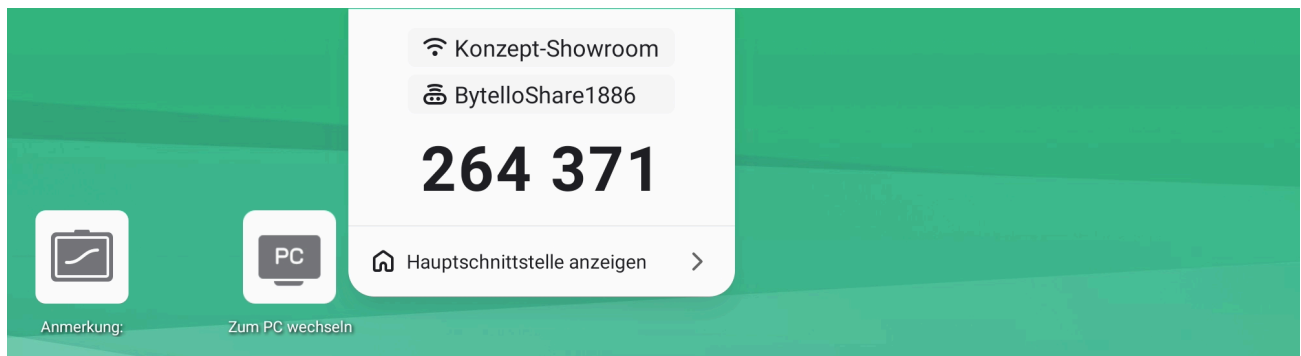 Konzept-Showroom
BytelloShare1886
264 371
Hauptschnittstelle anzeigen
PC
Anmerkung:
Zum PC wechseln